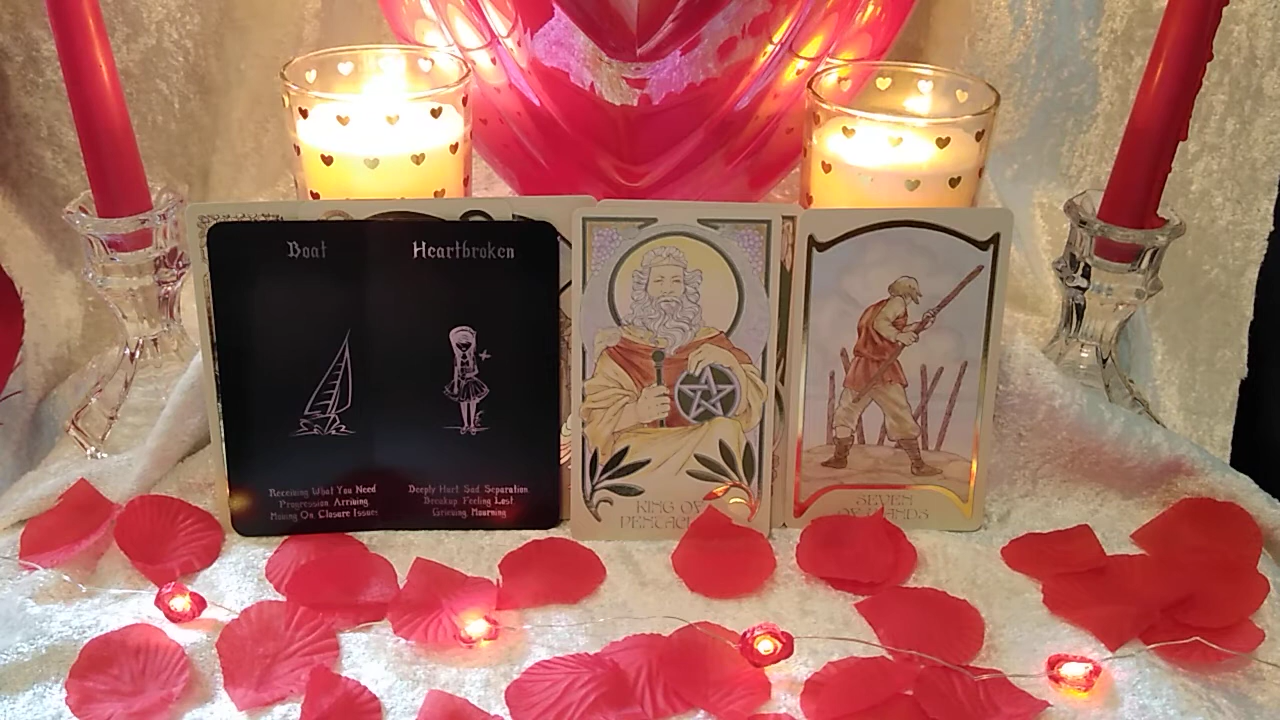 Boat
Heartbroken
Receiving What You Need
Progression Arriving
Moving On Closure Issues
Deeply Hurt Sad Separation
Breakup Feeling Lost
Grieving Mourning
KING OF
SEVEN
OF WANDS